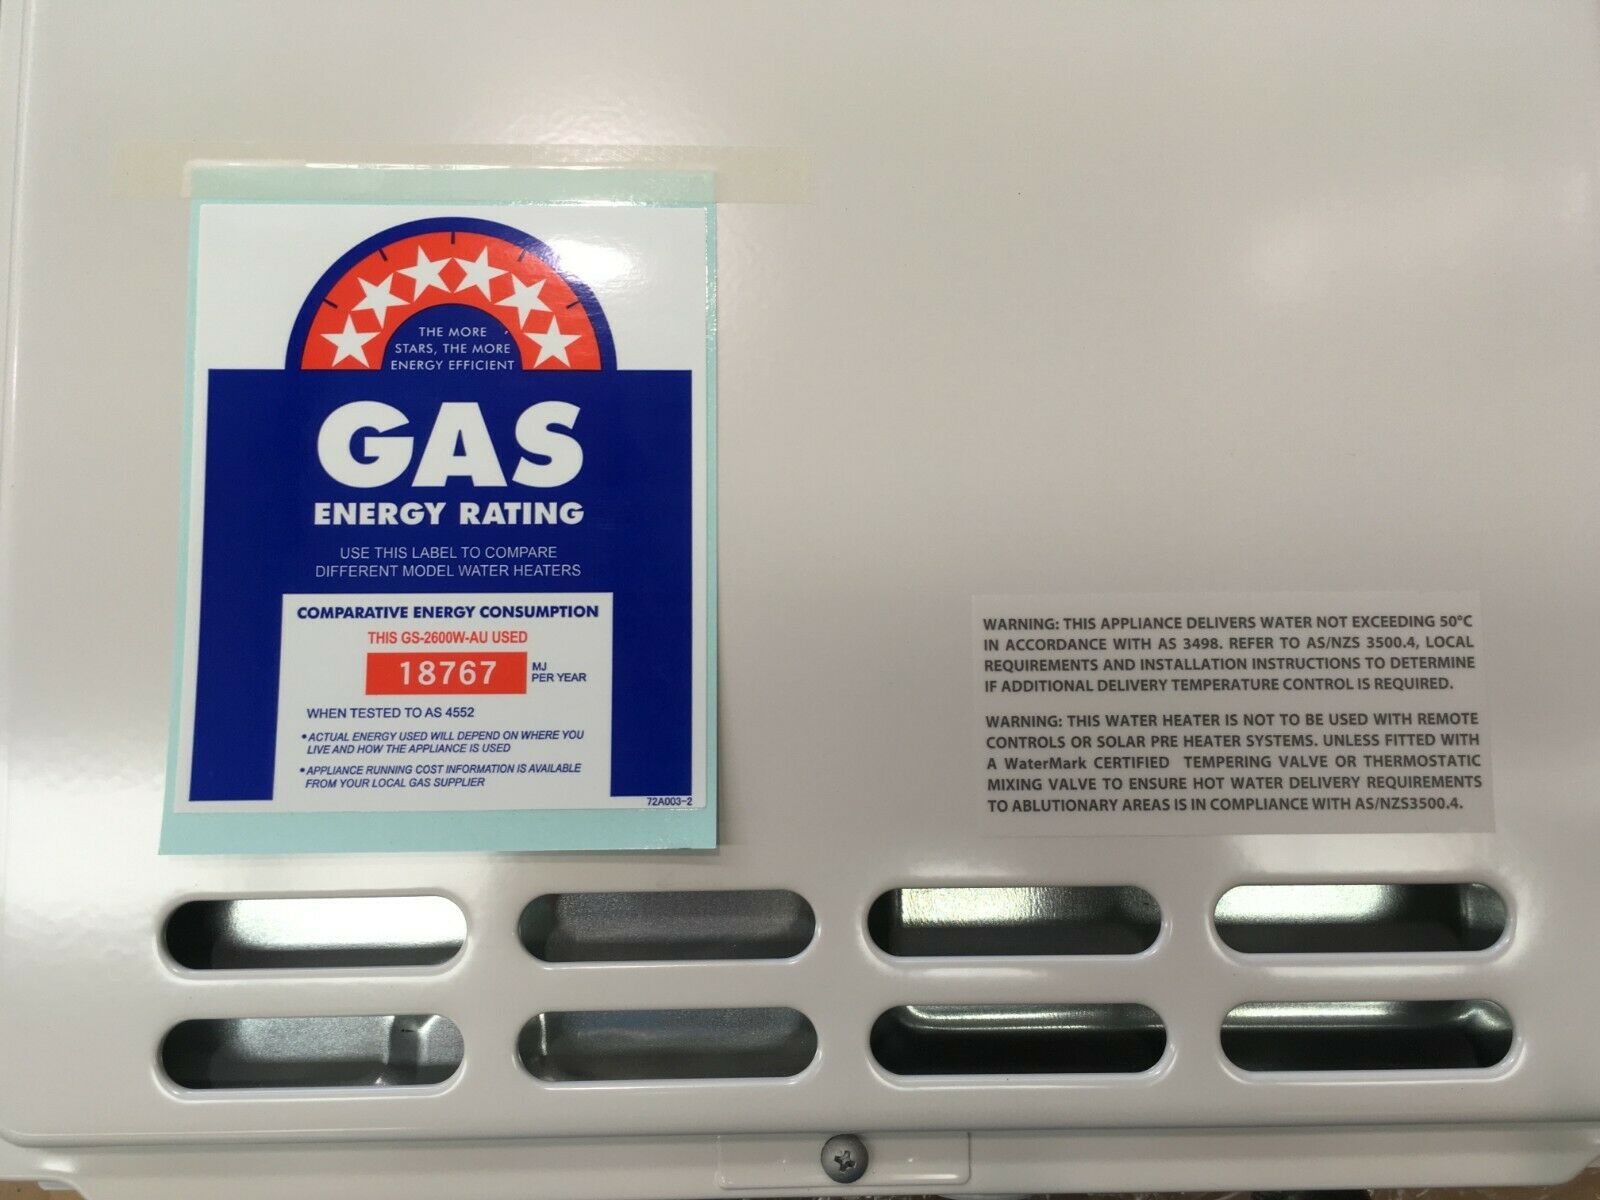 THE MORE
STARS, THE MORE
ENERGY EFFICIENT
GAS
ENERGY RATING
USE THIS LABEL TO COMPARE
DIFFERENT MODEL WATER HEATERS
COMPARATIVE ENERGY CONSUMPTION
THIS GS-2600W-AU USED
18767
MJ
PER YEAR
WHEN TESTED TO AS 4552
•ACTUAL ENERGY USED WILL DEPEND ON WHERE YOU
LIVE AND HOW THE APPLIANCE IS USED
•APPLIANCE RUNNING COST INFORMATION IS AVAILABLE
FROM YOUR LOCAL GAS SUPPLIER
72A003-2
WARNING: THIS APPLIANCE DELIVERS WATER NOT EXCEEDING 50°C
IN ACCORDANCE WITH AS 3498. REFER TO AS/NZS 3500.4, LOCAL
REQUIREMENTS AND INSTALLATION INSTRUCTIONS TO DETERMINE
IF ADDITIONAL DELIVERY TEMPERATURE CONTROL IS REQUIRED.
WARNING: THIS WATER HEATER IS NOT TO BE USED WITH REMOTE
CONTROLS OR SOLAR PRE HEATER SYSTEMS. UNLESS FITTED WITH
A WaterMark CERTIFIED TEMPERING VALVE OR THERMOSTATIC
MIXING VALVE TO ENSURE HOT WATER DELIVERY REQUIREMENTS
TO ABLUTIONARY AREAS IS IN COMPLIANCE WITH AS/NZS3500.4.